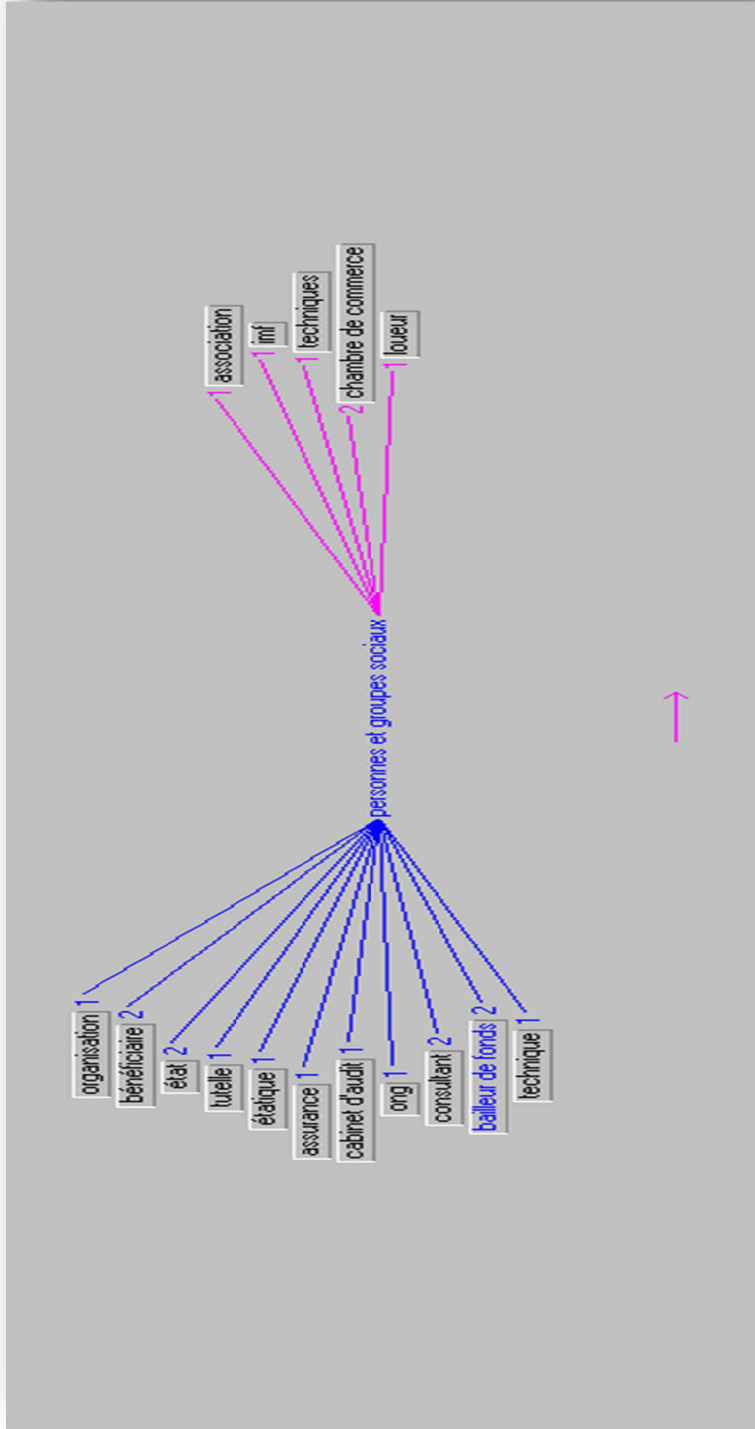 organisation 1
bénéficiaire 2
état 2
tutelle 1
étatique 1
assurance 1
cabinet d'audit 1
ong 1
consultant 2
bailleur de fonds 2
technique 1
personnes et groupes sociaux
1 association
1 imf
1 techniques
2 chambre de commerce
1 loueur